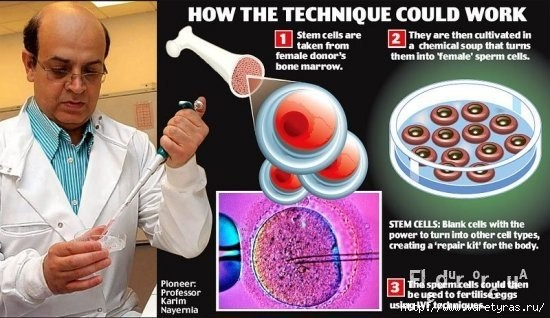 HOW THE TECHNIQUE COULD WORK
1 Stem cells are
taken from
female donor's
bone marrow.
2 They are then cultivated in
a chemical soup that turns
them into 'female' sperm cells.
STEM CELLS: Blank cells with the
power to turn into other cell types,
creating a 'repair kit' for the body.
3 The sperm cells could then
be used to fertilise eggs
using IVF techniques.
Pioneer:
Professor
Karim
Nayernia